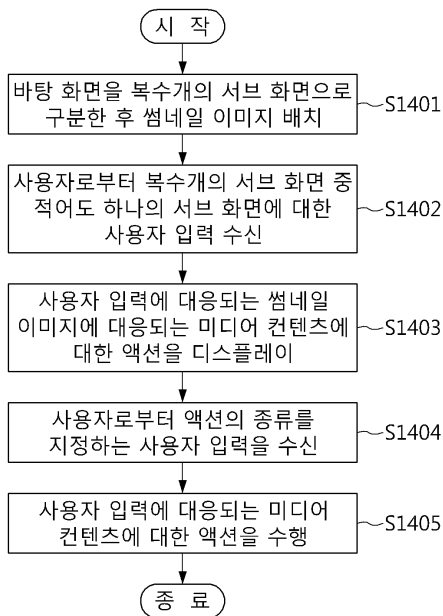 시 작
바탕 화면을 복수개의 서브 화면으로
구분한 후 썸네일 이미지 배치
S1401
사용자로부터 복수개의 서브 화면 중
적어도 하나의 서브 화면에 대한
사용자 입력 수신
S1402
사용자 입력에 대응되는 썸네일
이미지에 대응되는 미디어 컨텐츠에
대한 액션을 디스플레이
S1403
사용자로부터 액션의 종류를
지정하는 사용자 입력을 수신
S1404
사용자 입력에 대응되는 미디어
컨텐츠에 대한 액션을 수행
S1405
종 료